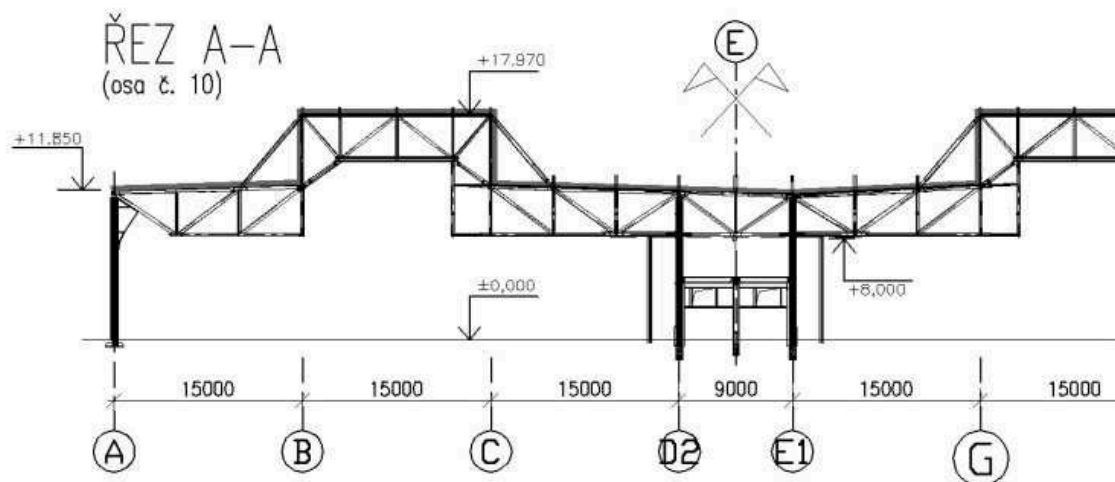 ŘEZ A-A
(osa č. 10)
E
+17.970
+11.850
±0,000
+8,000
15000 15000 15000 9000 15000 15000
A B C D2 E1 G